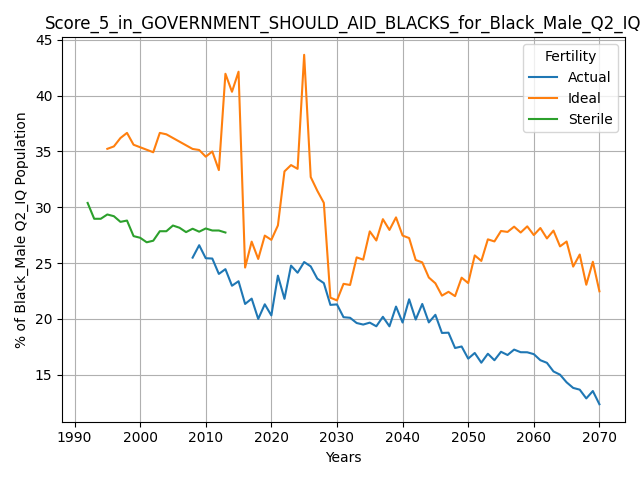 Score_5_in_GOVERNMENT_SHOULD_AID_BLACKS_for_Black_Male_Q2_IQ
% of Black_Male Q2_IQ Population
45
40
35
30
25
20
15
Fertility
Actual
Ideal
Sterile
1990 2000 2010 2020 2030 2040 2050 2060 2070
Years